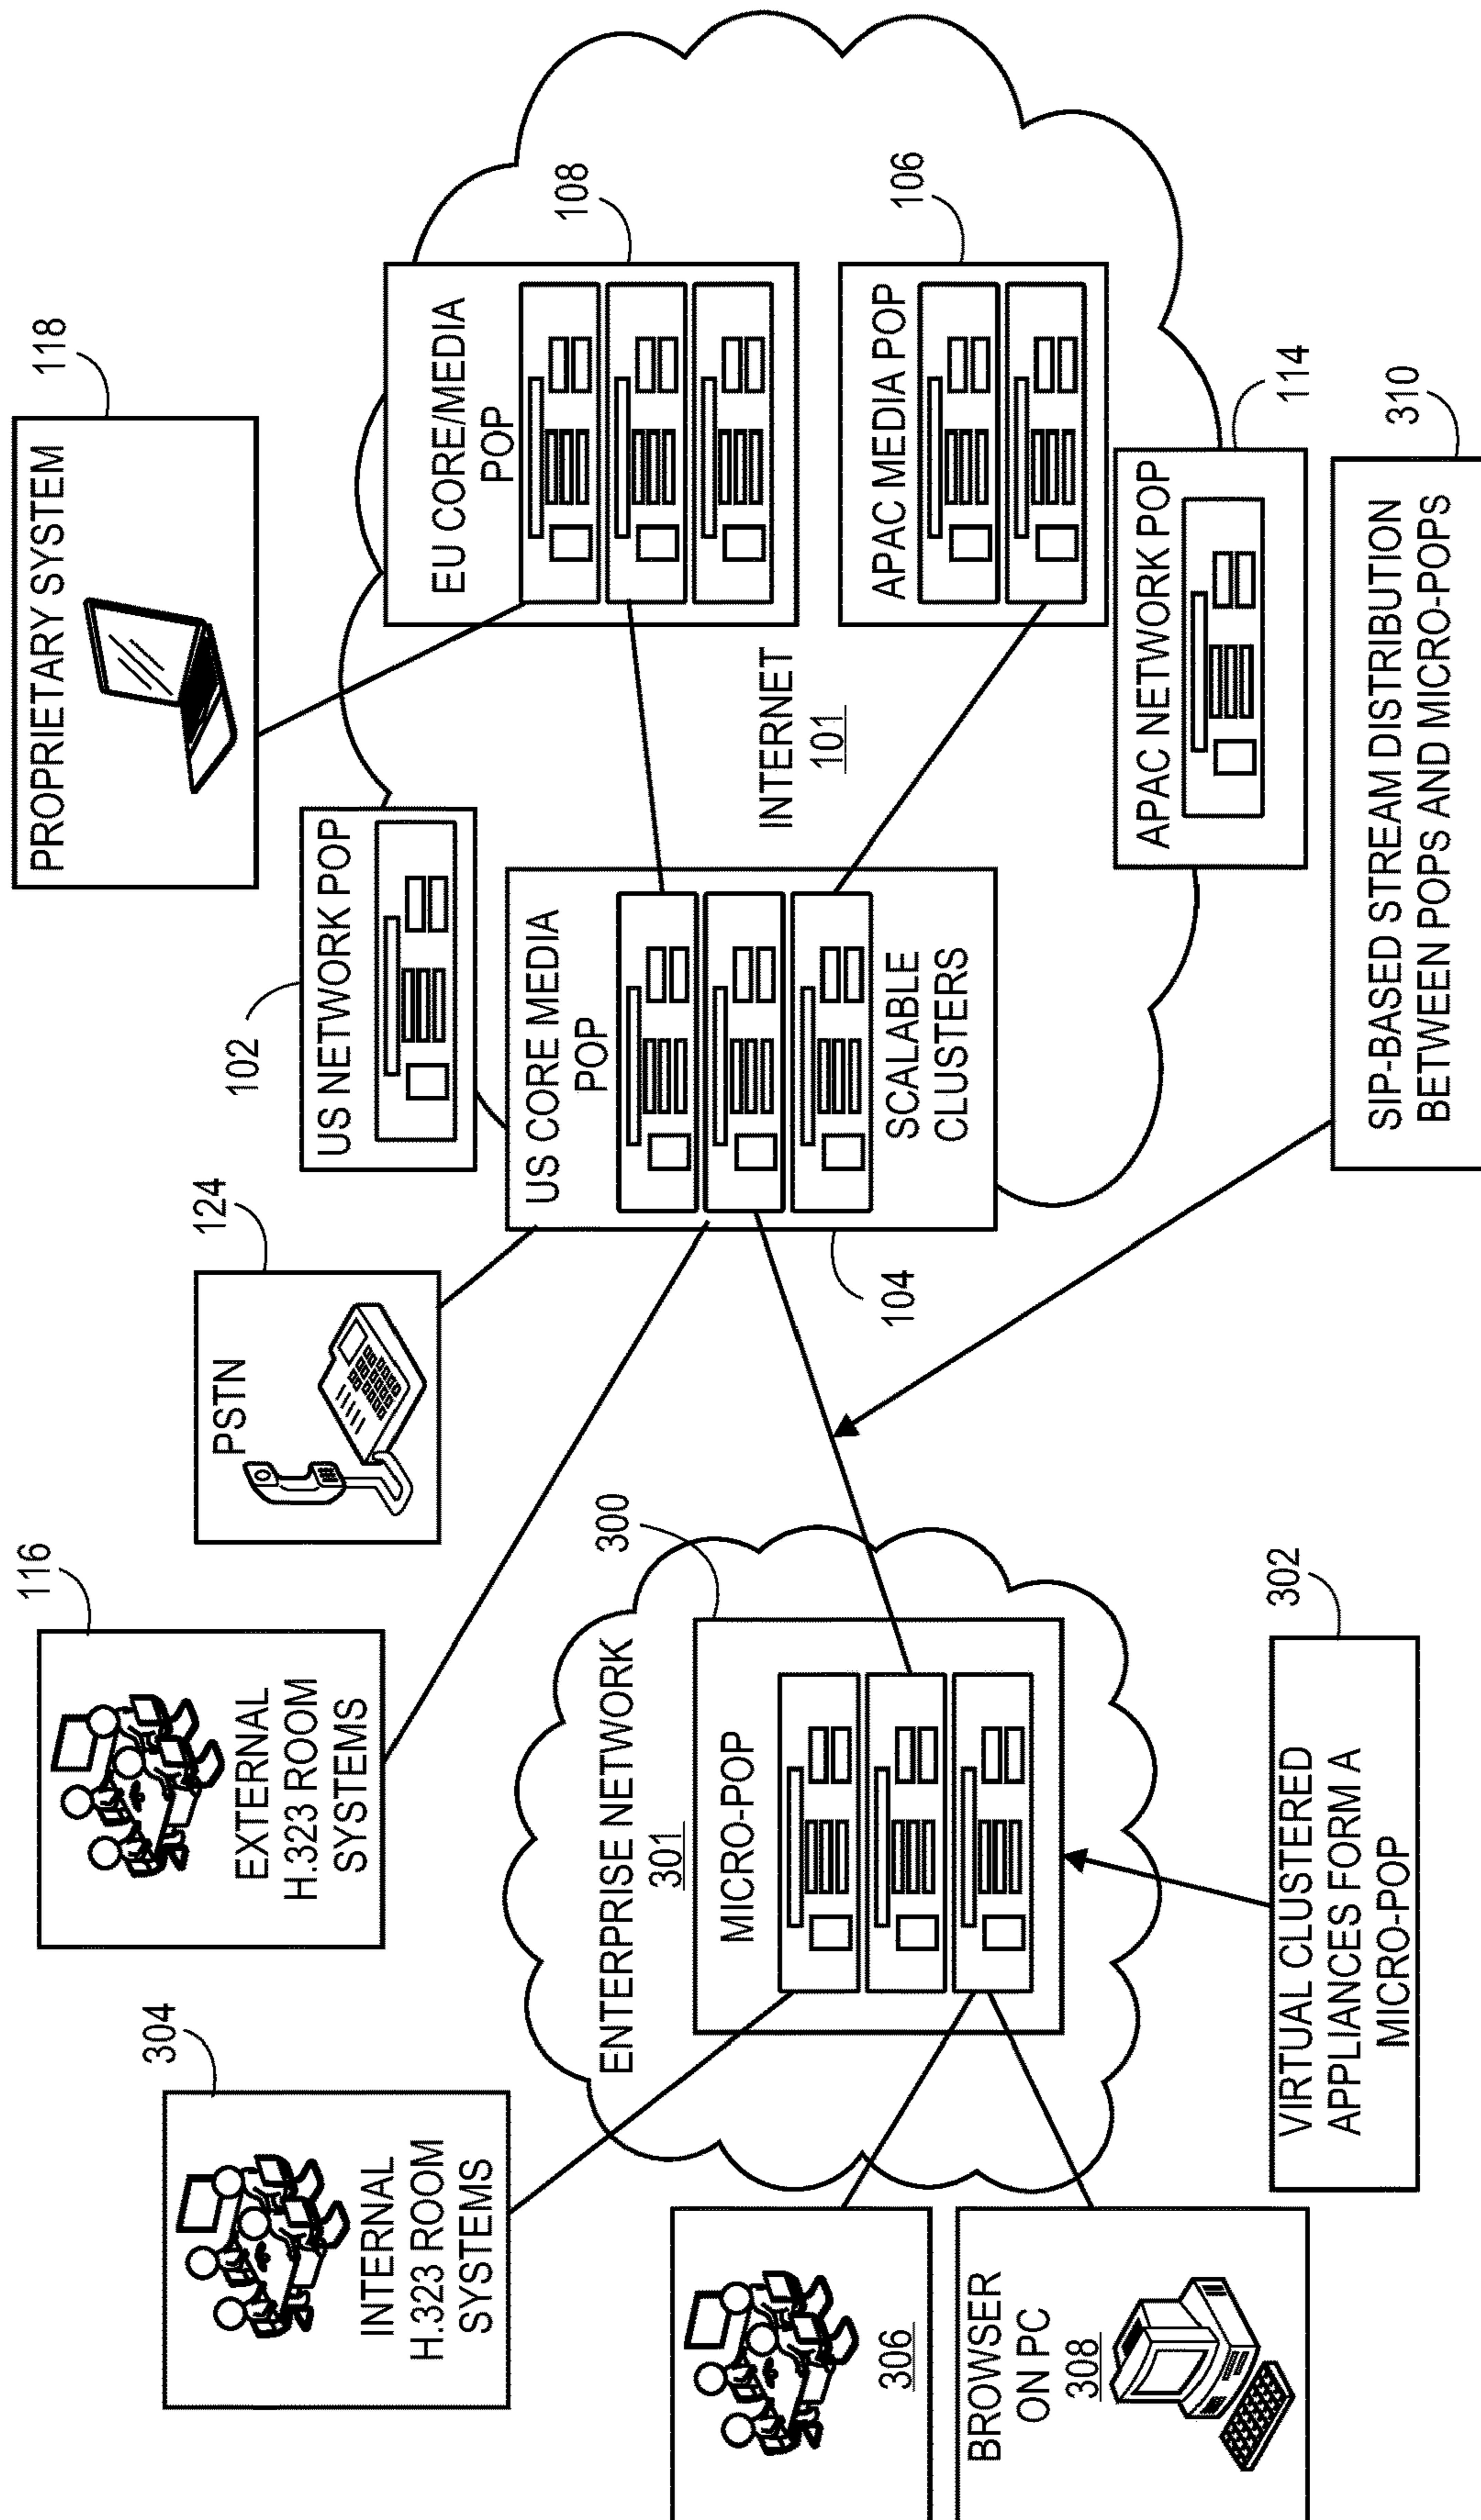 304
INTERNAL
H.323 ROOM
SYSTEMS
116
EXTERNAL
H.323 ROOM
SYSTEMS
124
PSTN
118
PROPRIETARY SYSTEM
102
US NETWORK POP
108
EU CORE/MEDIA
POP
US CORE MEDIA
POP
SCALABLE
CLUSTERS
104
INTERNET
101
106
APAC MEDIA POP
114
APAC NETWORK POP
300
ENTERPRISE NETWORK
301
MICRO-POP
306
BROWSER
ON PC
308
302
VIRTUAL CLUSTERED
APPLIANCES FORM A
MICRO-POP
310
SIP-BASED STREAM DISTRIBUTION
BETWEEN POPS AND MICRO-POPS